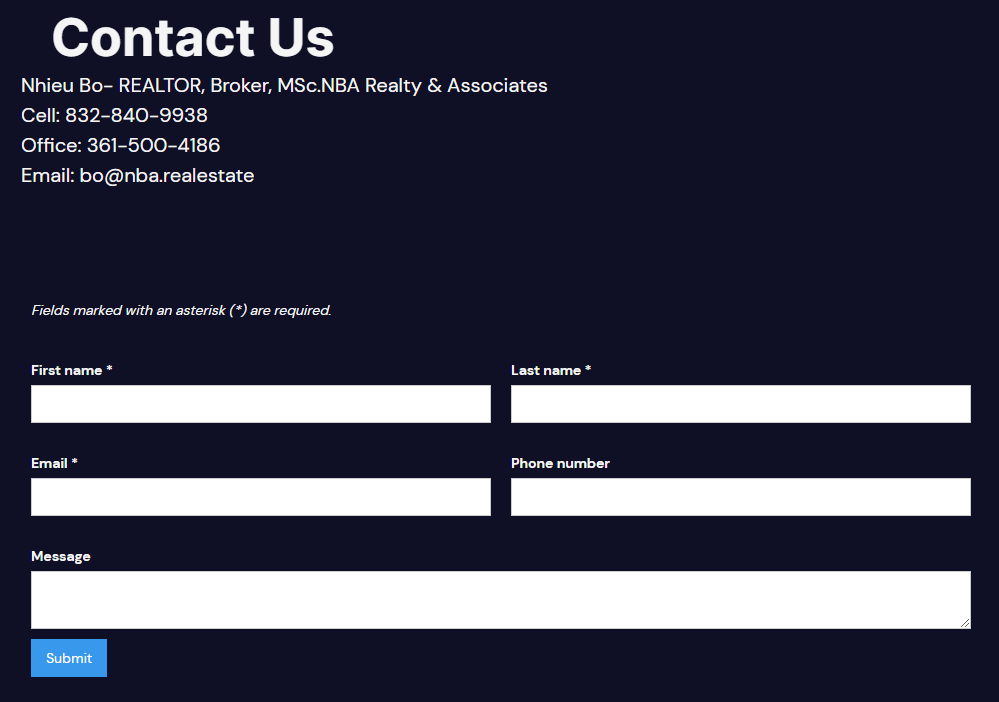 Contact Us
Nhieu Bo- REALTOR, Broker, MSc.NBA Realty & Associates
Cell: 832-840-9938
Office: 361-500-4186
Email: bo@nba.realestate
Fields marked with an asterisk (*) are required.
First name *
Last name *
Email *
Phone number
Message
Submit